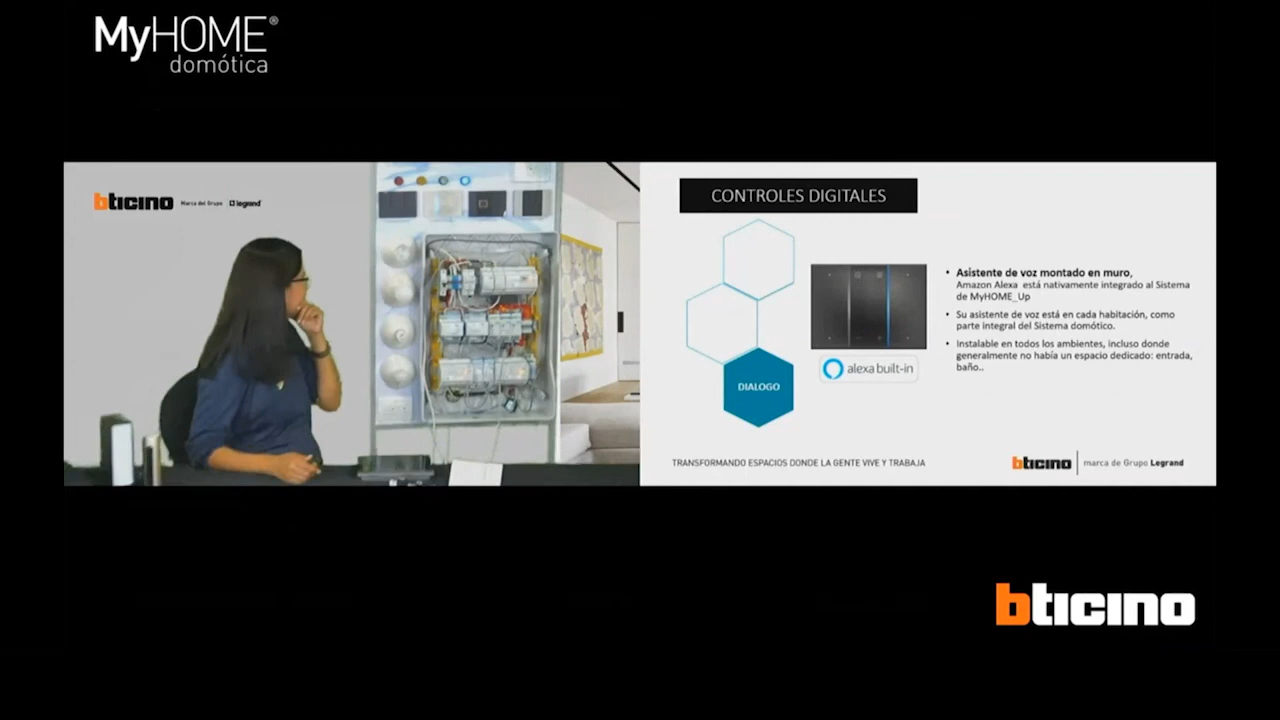 MyHOME®
domótica
bticino Marca del Grupo legrand
CONTROLES DIGITALES
DIALOGO
alexa built-in
• Asistente de voz montado en muro,
Amazon Alexa está nativamente integrado al Sistema
de MyHOME_Up
• Su asistente de voz está en cada habitación, como
parte integral del Sistema domótico.
• Instalable en todos los ambientes, incluso donde
generalmente no había un espacio dedicado: entrada,
baño..
TRANSFORMANDO ESPACIOS DONDE LA GENTE VIVE Y TRABAJA
bticino marca de Grupo Legrand
bticino